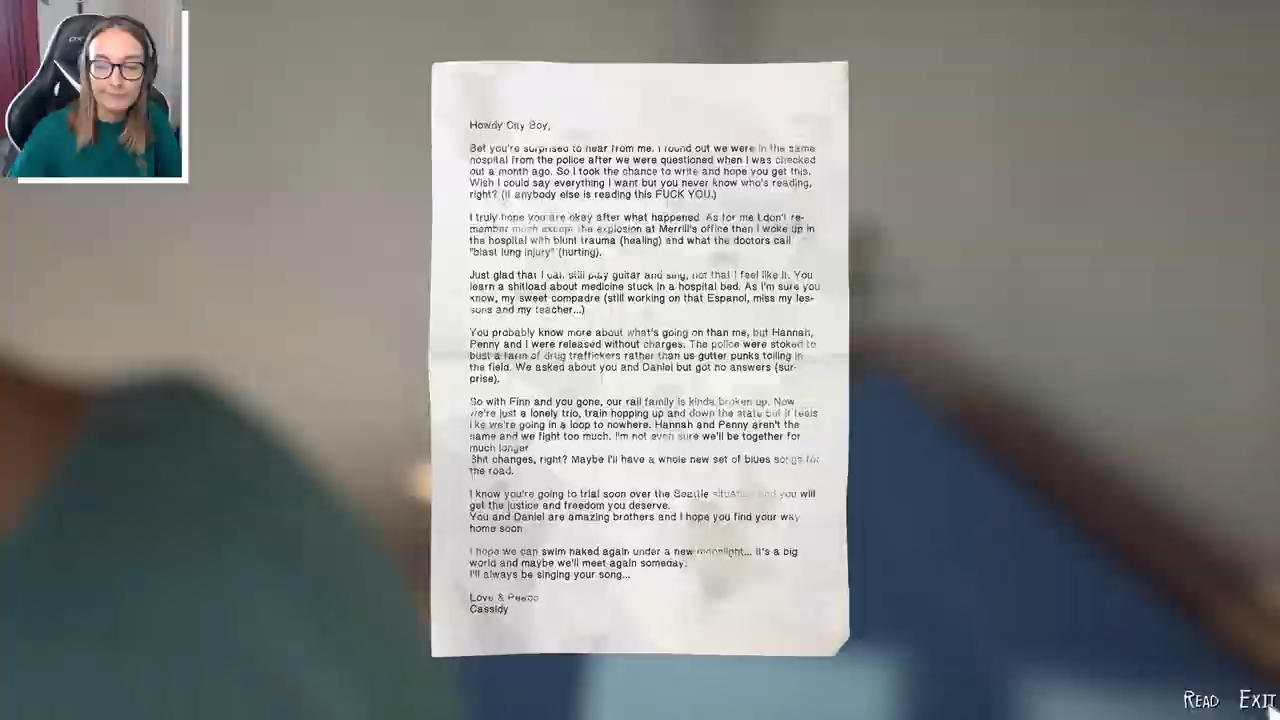 Howdy City Boy,
Bet you're surprised to hear from me. I found out we were in the same
hospital from the police after we were questioned when I was checked
out a month ago. So I took the chance to write and hope you get this.
Wish I could say everything I want but you never know who's reading,
right? (If anybody else is reading this FUCK YOU.)
I truly hope you are okay after what happened. As for me I don't re-
member much except the explosion at Merrill's office then I woke up in
the hospital with blunt trauma (healing) and what the doctors call
"blast lung injury" (hurting).
Just glad that I can still play guitar and sing, not that I feel like it. You
learn a shitload about medicine stuck in a hospital bed. As I'm sure you
know, my sweet compadre (still working on that Espanol, miss my les-
sons and my teacher...)
You probably know more about what's going on than me, but Hannah,
Penny and I were released without charges. The police were stoked to
bust a farm of drug traffickers rather than us gutter punks toiling in
the field. We asked about you and Daniel but got no answers (sur-
prise).
So with Finn and you gone, our rail family is kinda broken up. Now
we're just a lonely trio, train hopping up and down the state but it feels
like we're going in a loop to nowhere. Hannah and Penny aren't the
same and we fight too much. I'm not even sure we'll be together for
much longer
Shit changes, right? Maybe I'll have a whole new set of blues songs for
the road.
I know you're going to trial soon over the Seattle situation and you will
get the justice and freedom you deserve.
You and Daniel are amazing brothers and I hope you find your way
home soon
I hope we can swim naked again under a new moonlight... It's a big
world and maybe we'll meet again someday.
I'll always be singing your song...
Love & Peace
Cassidy
READ EXIT